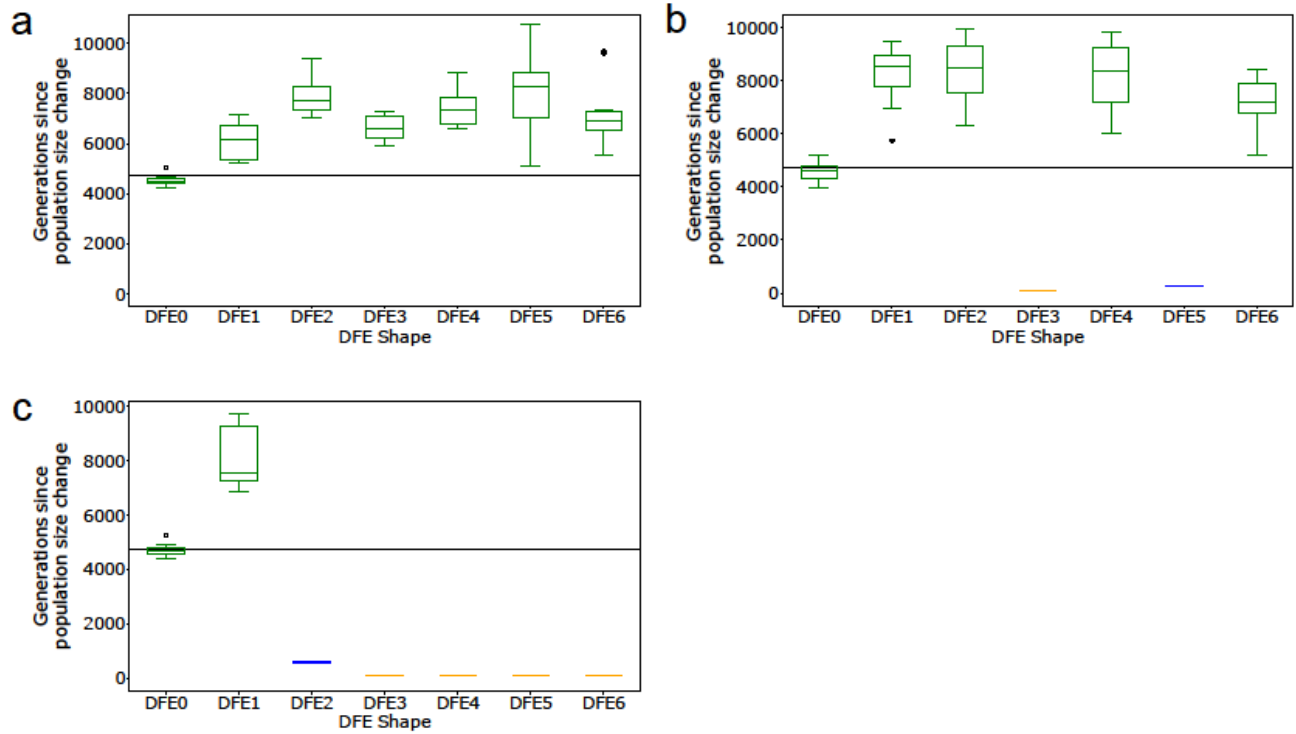 a
Generations since
population size change
10000
8000
6000
4000
2000
0
DFE0 DFE1 DFE2 DFE3 DFE4 DFE5 DFE6
DFE Shape
b
Generations since
population size change
10000
8000
6000
4000
2000
0
DFE0 DFE1 DFE2 DFE3 DFE4 DFE5 DFE6
DFE Shape
c
Generations since
population size change
10000
8000
6000
4000
2000
0
DFE0 DFE1 DFE2 DFE3 DFE4 DFE5 DFE6
DFE Shape